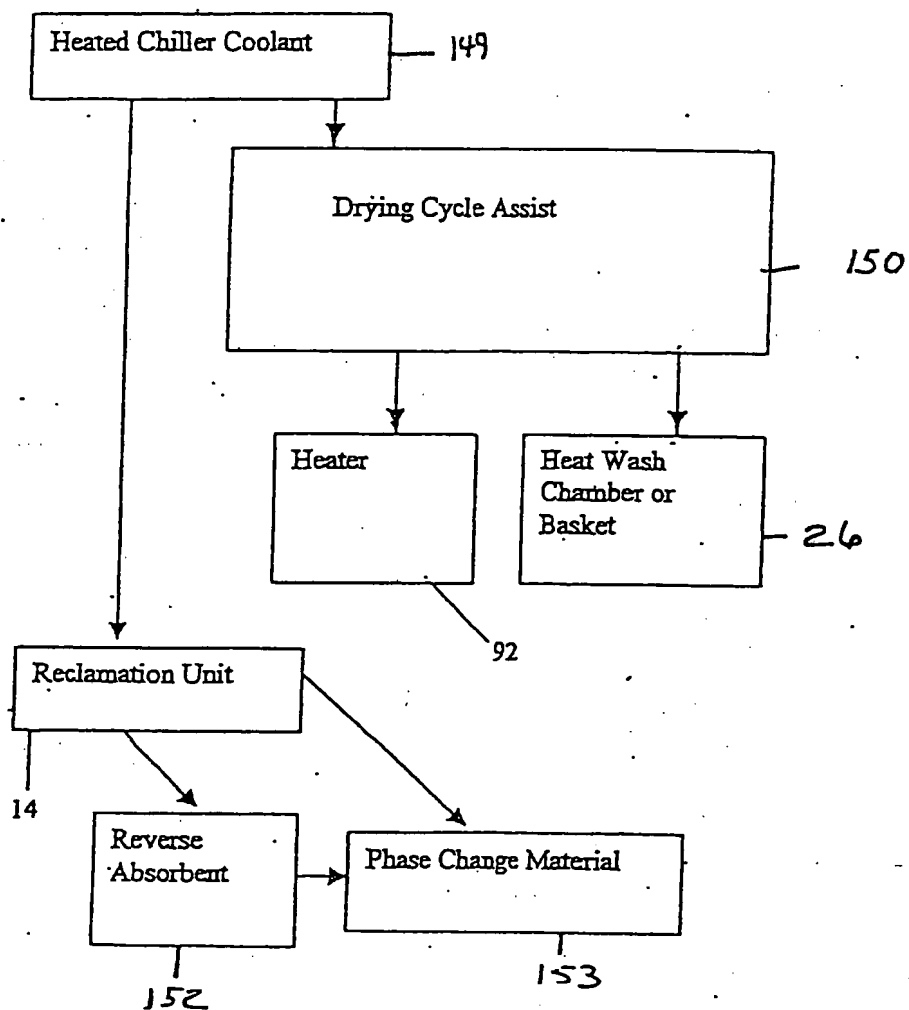 Heated Chiller Coolant
149
Drying Cycle Assist
150
Heater
Heat Wash
Chamber or
Basket
26
92
Reclamation Unit
14
Reverse
Absorbent
Phase Change Material
153
152